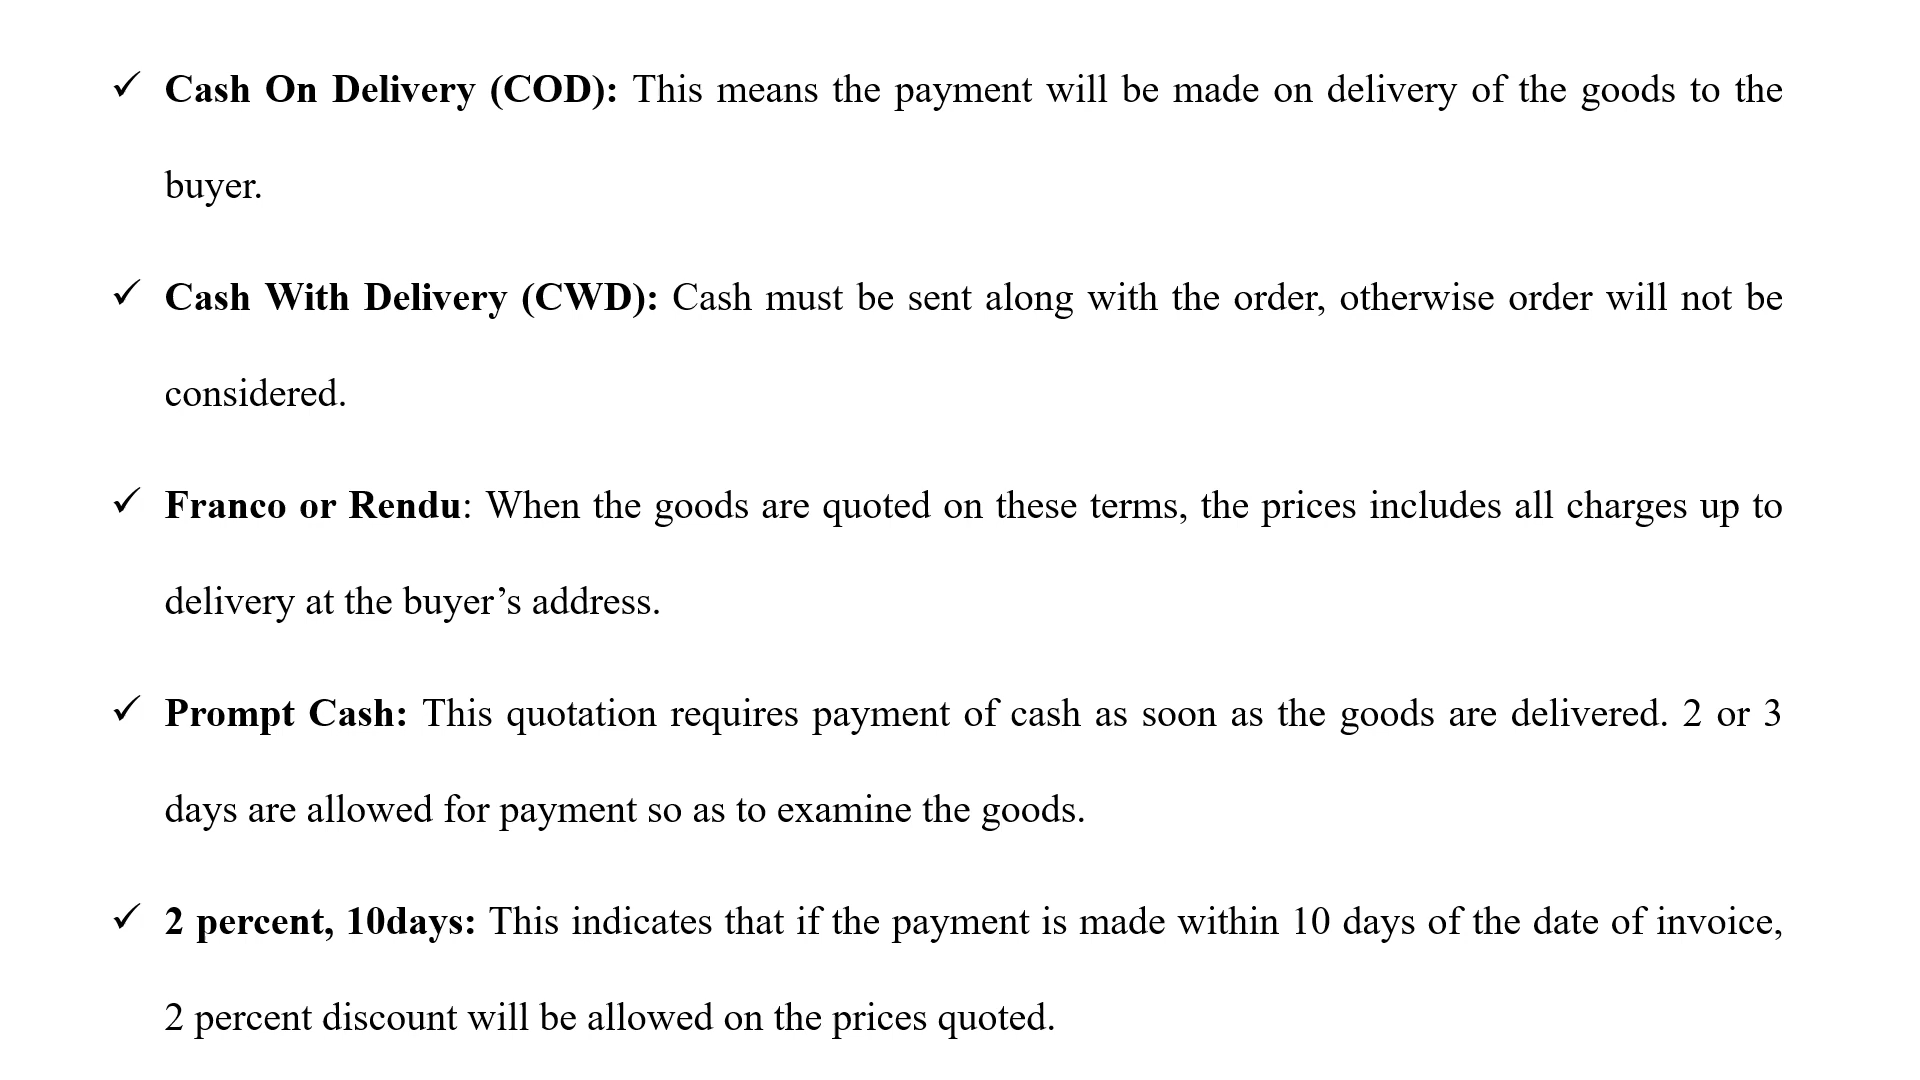 ✓ Cash On Delivery (COD): This means the payment will be made on delivery of the goods to the
buyer.
✓ Cash With Delivery (CWD): Cash must be sent along with the order, otherwise order will not be
considered.
✓ Franco or Rendu: When the goods are quoted on these terms, the prices includes all charges up to
delivery at the buyer’s address.
✓ Prompt Cash: This quotation requires payment of cash as soon as the goods are delivered. 2 or 3
days are allowed for payment so as to examine the goods.
✓ 2 percent, 10days: This indicates that if the payment is made within 10 days of the date of invoice,
2 percent discount will be allowed on the prices quoted.